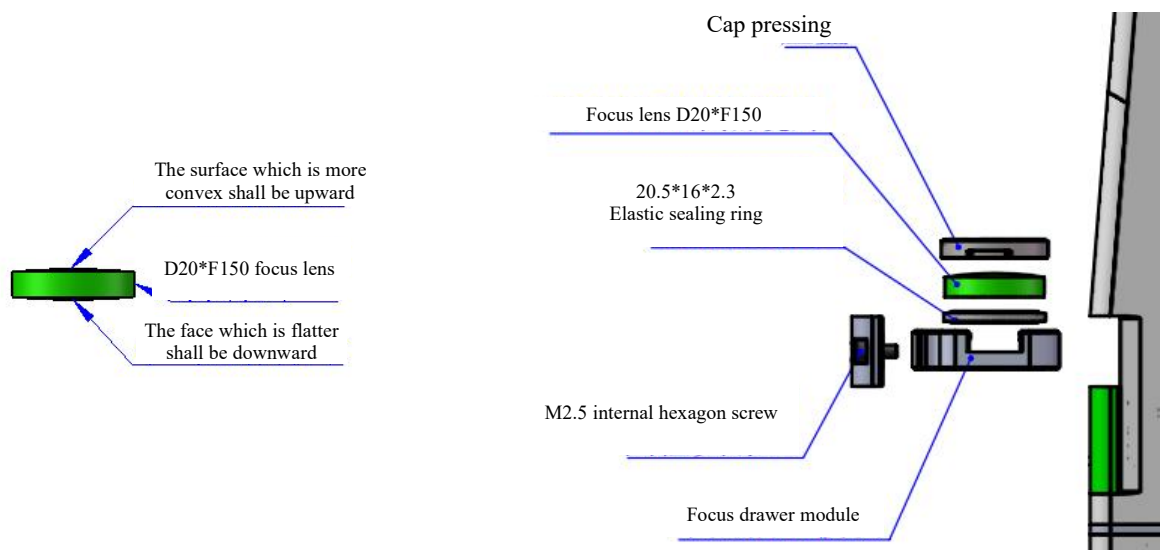 The surface which is more
convex shall be upward
D20*F150 focus lens
The face which is flatter
shall be downward
Cap pressing
Focus lens D20*F150
20.5*16*2.3
Elastic sealing ring
M2.5 internal hexagon screw
Focus drawer module